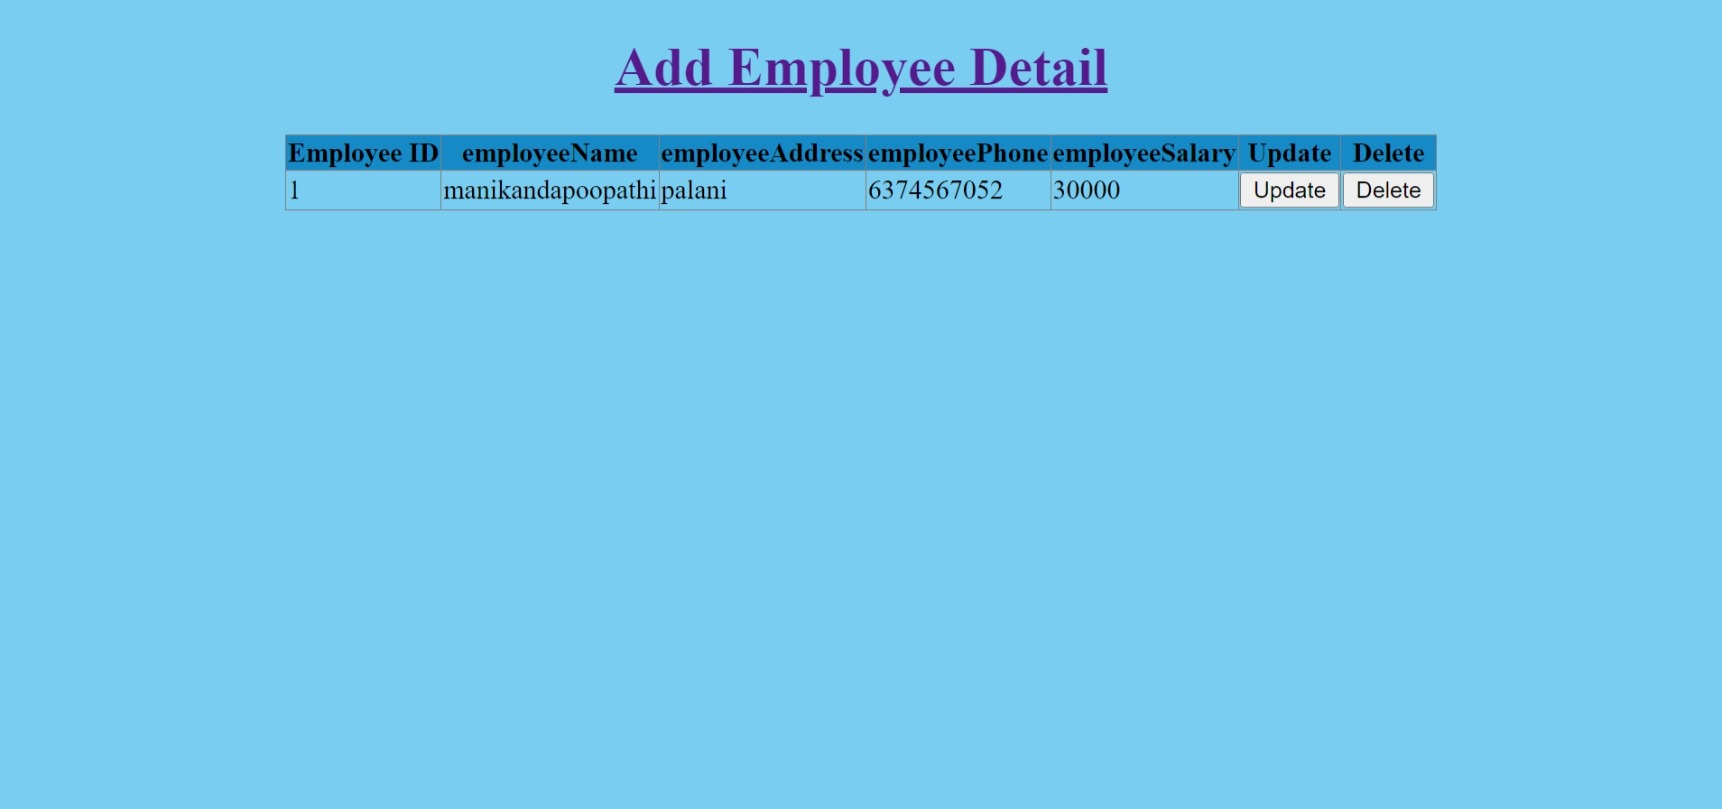 Add Employee Detail
Employee ID employeeName employeeAddress employeePhone employeeSalary Update Delete
1 manikandapoopathi palani 6374567052 30000 Update Delete